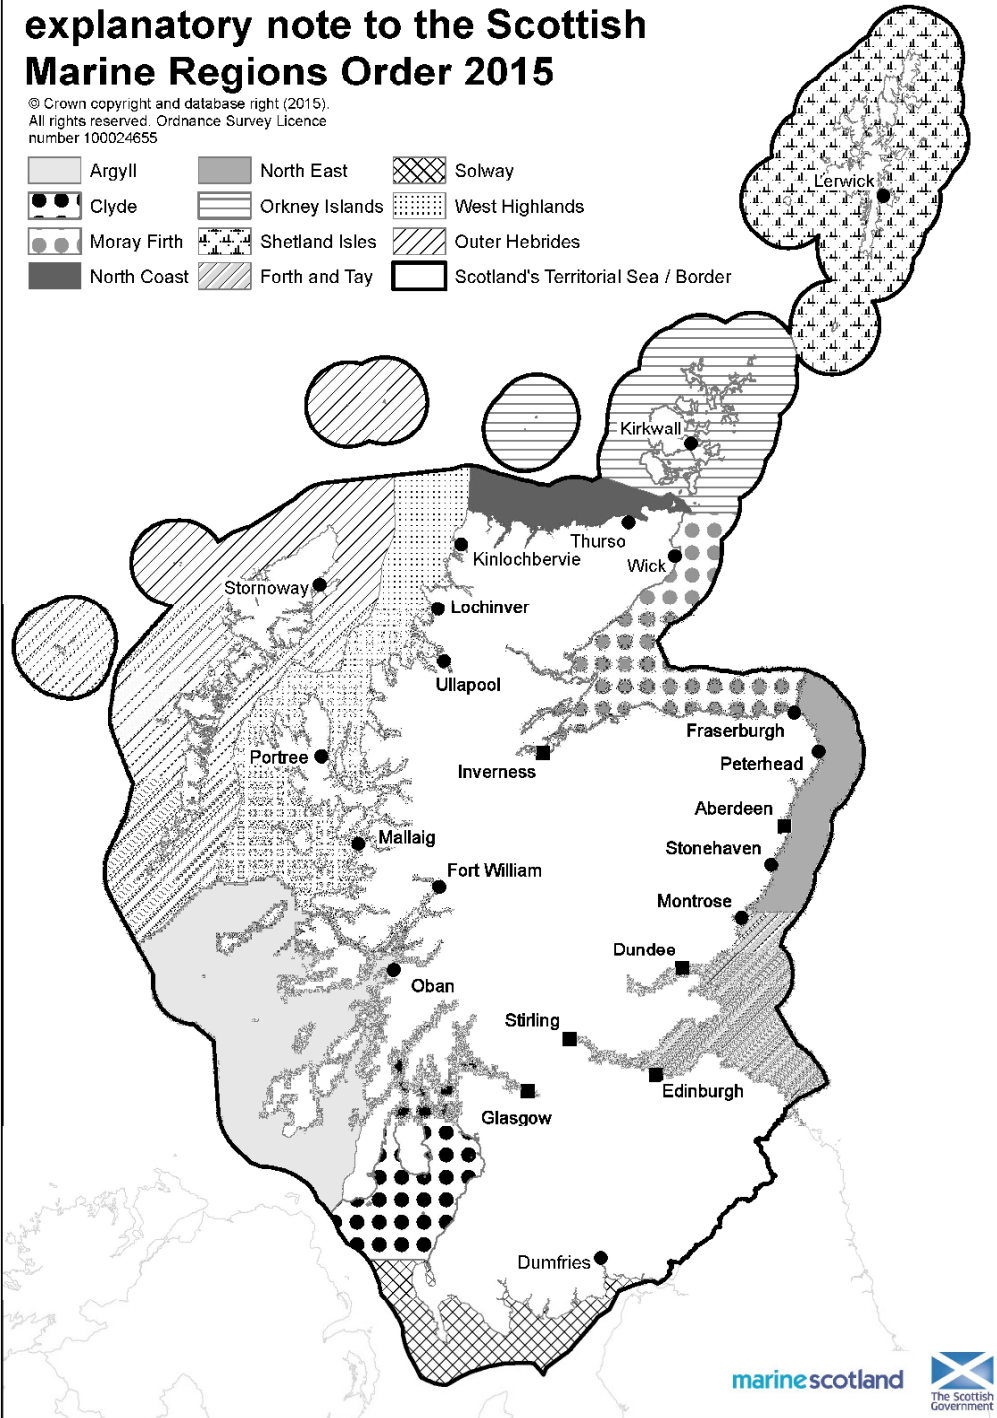 explanatory note to the Scottish
Marine Regions Order 2015
© Crown copyright and database right (2015).
All rights reserved. Ordnance Survey Licence
number 100024655
Argyll
North East
Solway
Clyde
Orkney Islands
West Highlands
Moray Firth
Shetland Isles
Outer Hebrides
North Coast
Forth and Tay
Scotland's Territorial Sea / Border
Lerwick
Kirkwall
Thurso
Kinlochbervie
Wick
Stornoway
Lochinver
Ullapool
Fraserburgh
Portree
Inverness
Peterhead
Aberdeen
Mallaig
Stonehaven
Fort William
Montrose
Dundee
Oban
Stirling
Edinburgh
Glasgow
Dumfries
marinescotland
The Scottish
Government